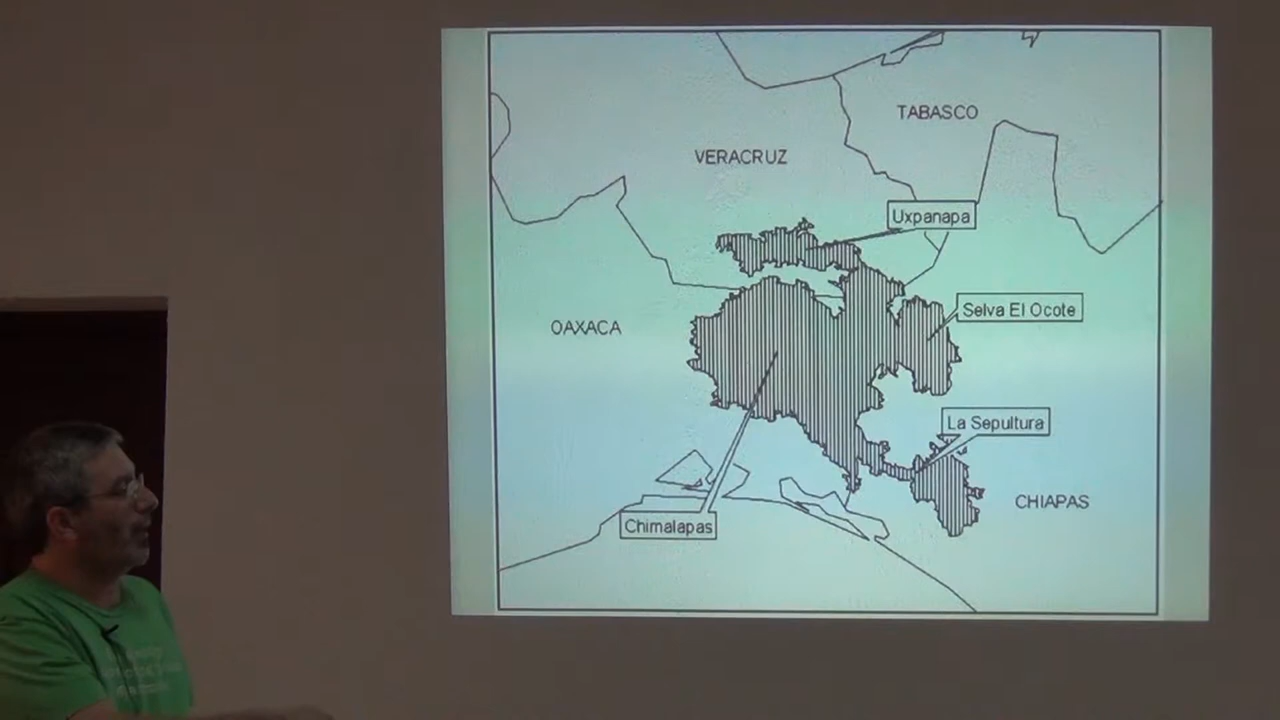 TABASCO
VERACRUZ
Uxpanapa
Selva El Ocote
OAXACA
La Sepultura
CHIAPAS
Chimalapas